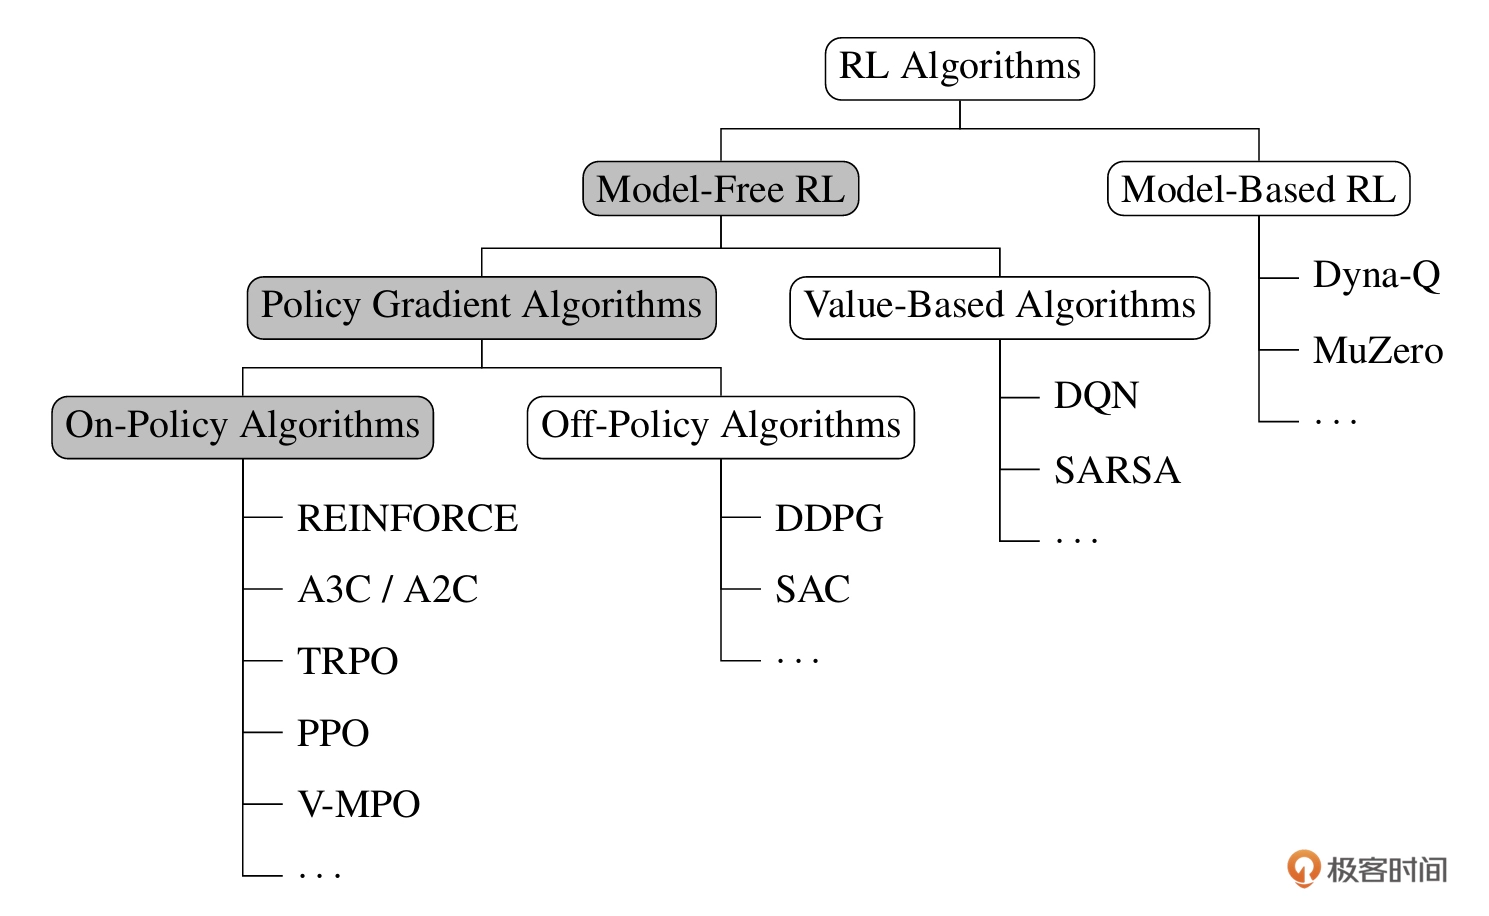 RL Algorithms
Model-Free RL
Model-Based RL
Policy Gradient Algorithms
Value-Based Algorithms
Dyna-Q
MuZero
· · ·
On-Policy Algorithms
Off-Policy Algorithms
DQN
SARSA
· · ·
REINFORCE
A3C / A2C
TRPO
PPO
V-MPO
· · ·
DDPG
SAC
· · ·
极客时间